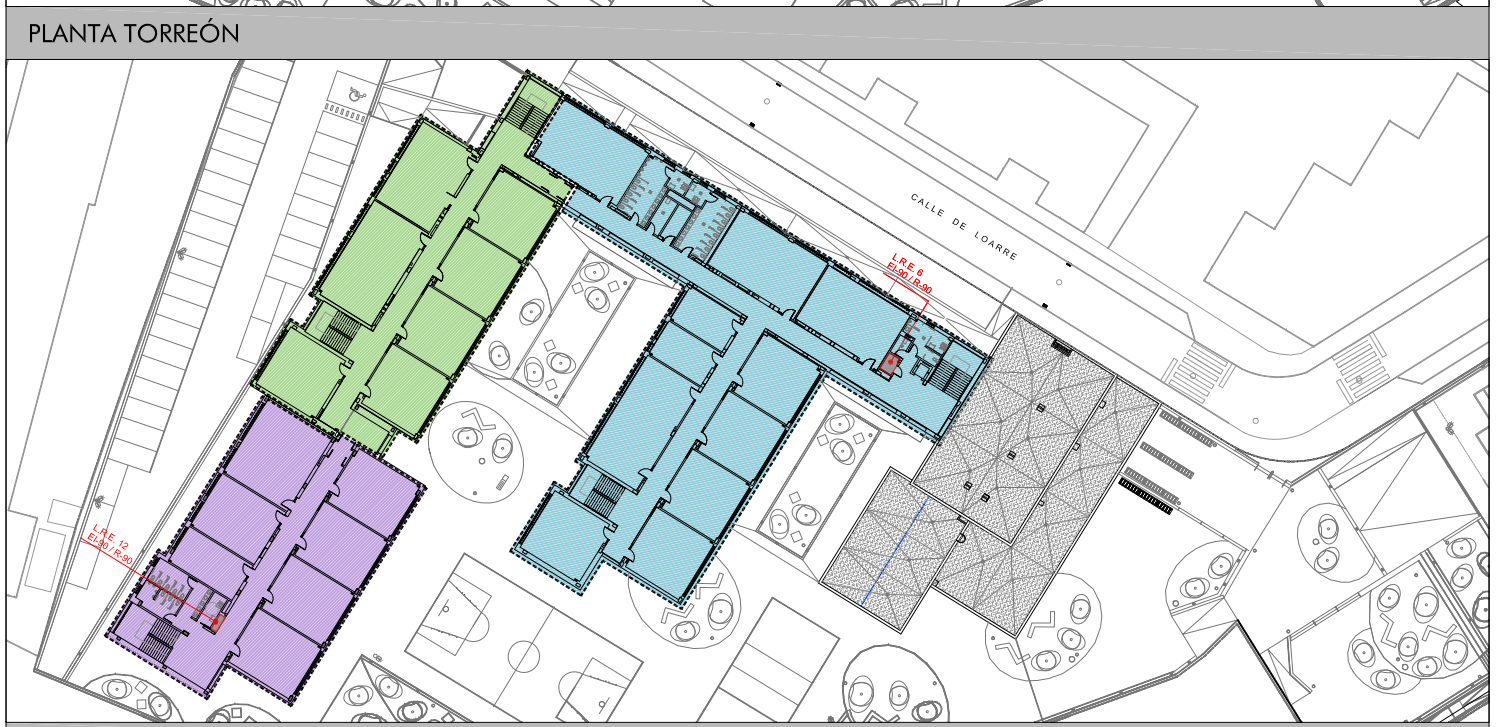 PLANTA TORREÓN
CALLE DE LOARRE
L.R.E. 6
EI-90 / R-90
L.R.E. 12
EI-90 / R-90